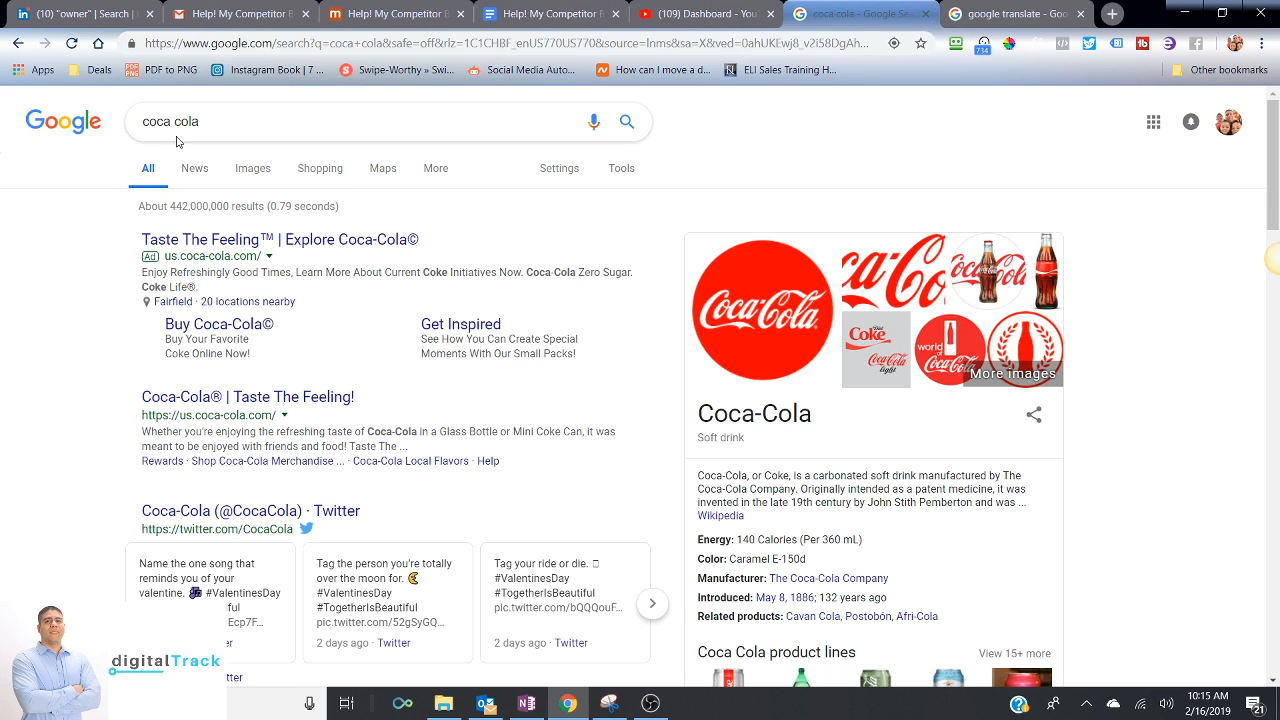 (10) "owner" | Search |
Help! My Competitor B
Help! My Competitor B
Help! My Competitor B
(109) Dashboard - You
coca cola - Google Se
google translate - Goo
https://www.google.com/search?q=coca+cola&safe=off&rlz=1C1CHBF_
734
Apps
Deals
PDF to PNG
Instagram Book | 7
Swipe-Worthy » Swi...
Social Media Auto...
How can I move a d...
ELI Sales Training H...
Other bookmarks
Google
coca cola
All
News
Images
Shopping
Maps
More
Settings
Tools
About 442,000,000 results (0.79 seconds)
Taste The Feeling™ | Explore Coca-Cola©
Ad us.coca-cola.com/
Enjoy Refreshingly Good Times, Learn More About Current Coke Initiatives Now. Coca-Cola Zero Sugar.
Coke Life®.
Fairfield · 20 locations nearby
Buy Coca-Cola©
Buy Your Favorite
Coke Online Now!
Get Inspired
See How You Can Create Special
Moments With Our Small Packs!
Coca-Cola® | Taste The Feeling!
https://us.coca-cola.com/
Whether you're enjoying the refreshing taste of Coca-Cola in a Glass Bottle or Mini Coke Can, it was
meant to be enjoyed with friends and food! Taste The ...
Rewards · Shop Coca-Cola Merchandise ... · Coca-Cola Local Flavors · Help
Coca-Cola (@CocaCola) · Twitter
https://twitter.com/CocaCola
Name the one song that
reminds you of your
valentine. #ValentinesDay
Tag the person you're totally
over the moon for.
#ValentinesDay
#TogetherIsBeautiful
pic.twitter.com/52gSyG...
2 days ago · Twitter
Tag your ride or die.
#ValentinesDay
#TogetherIsBeautiful
pic.twitter.com/bQQQouF...
2 days ago · Twitter
Coca-Cola
Diet
Coke
Coca-Cola
light
world of
Coca-Cola
More images
Coca-Cola
Soft drink
Coca-Cola, or Coke, is a carbonated soft drink manufactured by The
Coca-Cola Company. Originally intended as a patent medicine, it was
invented in the late 19th century by John Stith Pemberton and was ...
Wikipedia
Energy: 140 Calories (Per 360 mL)
Color: Caramel E-150d
Manufacturer: The Coca-Cola Company
Introduced: May 8, 1886; 132 years ago
Related products: Cavan Cola, Postobón, Afri-Cola
Coca Cola product lines
View 15+ more
digitalTrack
10:15 AM
2/16/2019
21